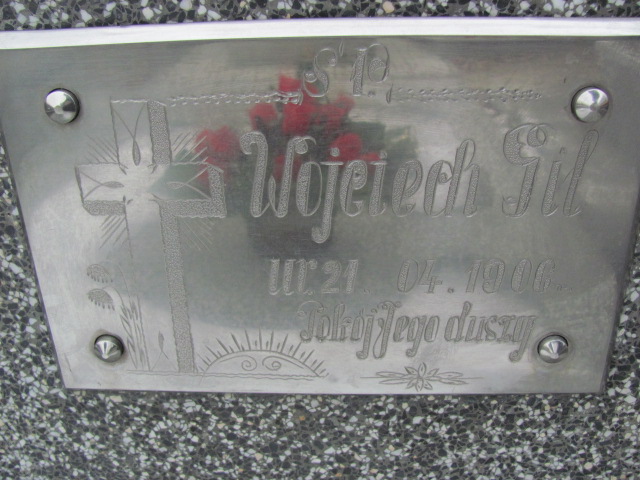 Ś P.
Wojciech Gil
UR. 21. 04. 1906.
Pokój Jego duszy